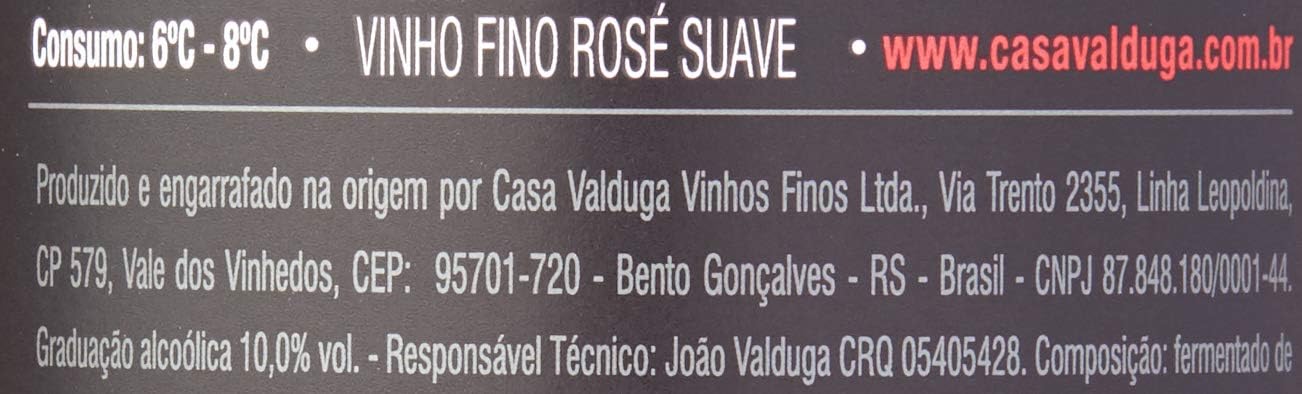 Consumo: 6ºC - 8ºC • VINHO FINO ROSÉ SUAVE • www.casavalduga.com.br
Produzido e engarrafado na origem por Casa Valduga Vinhos Finos Ltda., Via Trento 2355, Linha Leopoldina,
CP 579, Vale dos Vinhedos, CEP: 95701-720 - Bento Gonçalves - RS - Brasil - CNPJ 87.848.180/0001-44.
Graduação alcoólica 10,0% vol. - Responsável Técnico: João Valduga CRQ 05405428. Composição: fermentado de